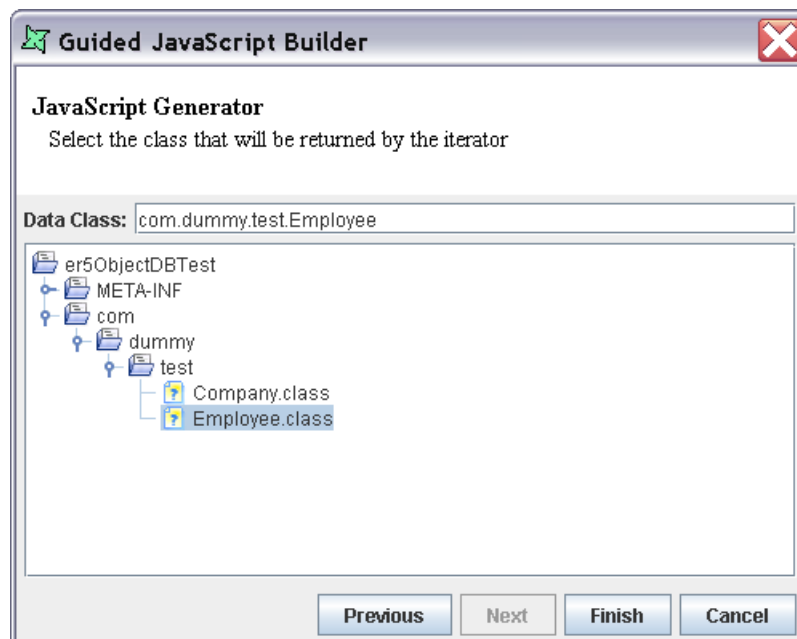 Guided JavaScript Builder
JavaScript Generator
Select the class that will be returned by the iterator
Data Class: com.dummy.test.Employee
er5ObjectDBTest
META-INF
com
dummy
test
Company.class
Employee.class
Previous Next Finish Cancel